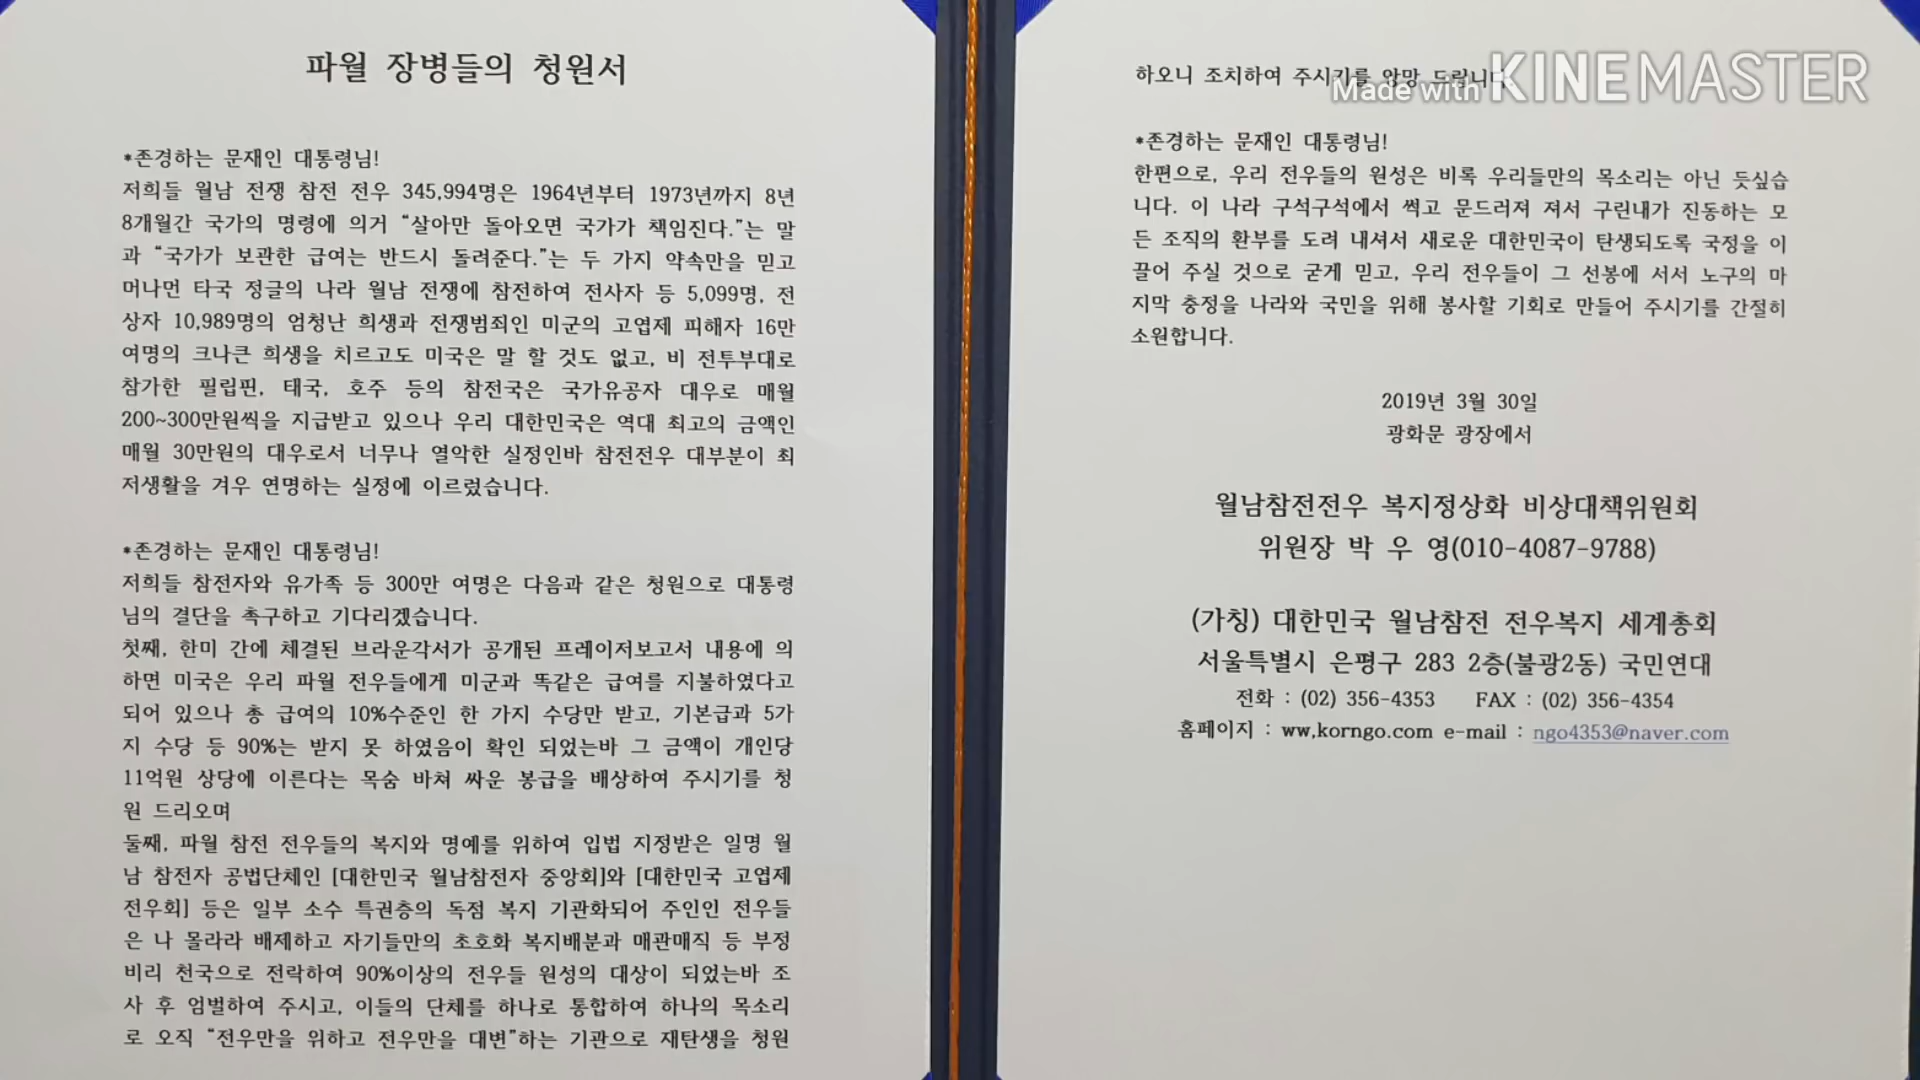 파월 장병들의 청원서
*존경하는 문재인 대통령님!
저희들 월남 전쟁 참전 전우 345,994명은 1964년부터 1973년까지 8년
8개월간 국가의 명령에 의거 "살아만 돌아오면 국가가 책임진다."는 말
과 "국가가 보관한 급여는 반드시 돌려준다."는 두 가지 약속만을 믿고
머나먼 타국 정글의 나라 월남 전쟁에 참전하여 전사자 등 5,099명, 전
상자 10,989명의 엄청난 희생과 전쟁범죄인 미군의 고엽제 피해자 16만
여명의 크나큰 희생을 치르고도 미국은 말 할 것도 없고, 비 전투부대로
참가한 필립핀, 태국, 호주 등의 참전국은 국가유공자 대우로 매월
200~300만원씩을 지급받고 있으나 우리 대한민국은 역대 최고의 금액인
매월 30만원의 대우로서 너무나 열악한 실정인바 참전전우 대부분이 최
저생활을 겨우 연명하는 실정에 이르렀습니다.
*존경하는 문재인 대통령님!
저희들 참전자와 유가족 등 300만 여명은 다음과 같은 청원으로 대통령
님의 결단을 촉구하고 기다리겠습니다.
첫째, 한미 간에 체결된 브라운각서가 공개된 프레이저보고서 내용에 의
하면 미국은 우리 파월 전우들에게 미군과 똑같은 급여를 지불하였다고
되어 있으나 총 급여의 10%수준인 한 가지 수당만 받고, 기본급과 5가
지 수당 등 90%는 받지 못 하였음이 확인 되었는바 그 금액이 개인당
11억원 상당에 이른다는 목숨 바쳐 싸운 봉급을 배상하여 주시기를 청
원 드리오며
둘째, 파월 참전 전우들의 복지와 명예를 위하여 입법 지정받은 일명 월
남 참전자 공법단체인 [대한민국 월남참전자 중앙회]와 [대한민국 고엽제
전우회] 등은 일부 소수 특권층의 독점 복지 기관화되어 주인인 전우들
은 나 몰라라 배제하고 자기들만의 초호화 복지배분과 매관매직 등 부정
비리 천국으로 전락하여 90%이상의 전우들 원성의 대상이 되었는바 조
사 후 엄벌하여 주시고, 이들의 단체를 하나로 통합하여 하나의 목소리
로 오직 "전우만을 위하고 전우만을 대변"하는 기관으로 재탄생을 청원
하오니 조치하여 주시기를 앙망 드립니다
Made with KINEMASTER
*존경하는 문재인 대통령님!
한편으로, 우리 전우들의 원성은 비록 우리들만의 목소리는 아닌 듯싶습
니다. 이 나라 구석구석에서 썩고 문드러져 져서 구린내가 진동하는 모
든 조직의 환부를 도려 내셔서 새로운 대한민국이 탄생되도록 국정을 이
끌어 주실 것으로 굳게 믿고, 우리 전우들이 그 선봉에 서서 노구의 마
지막 충정을 나라와 국민을 위해 봉사할 기회로 만들어 주시기를 간절히
소원합니다.
2019년 3월 30일
광화문 광장에서
월남참전전우 복지정상화 비상대책위원회
위원장 박 우 영(010-4087-9788)
(가칭) 대한민국 월남참전 전우복지 세계총회
서울특별시 은평구 283 2층(불광2동) 국민연대
전화 : (02) 356-4353 FAX : (02) 356-4354
홈페이지 : ww,korngo.com e-mail : ngo4353@naver.com